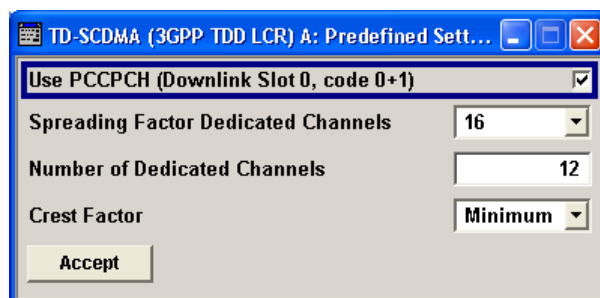 TD-SCDMA (3GPP TDD LCR) A: Predefined Sett...
Use PCCPCH (Downlink Slot 0, code 0+1)
Spreading Factor Dedicated Channels 16
Number of Dedicated Channels 12
Crest Factor Minimum
Accept